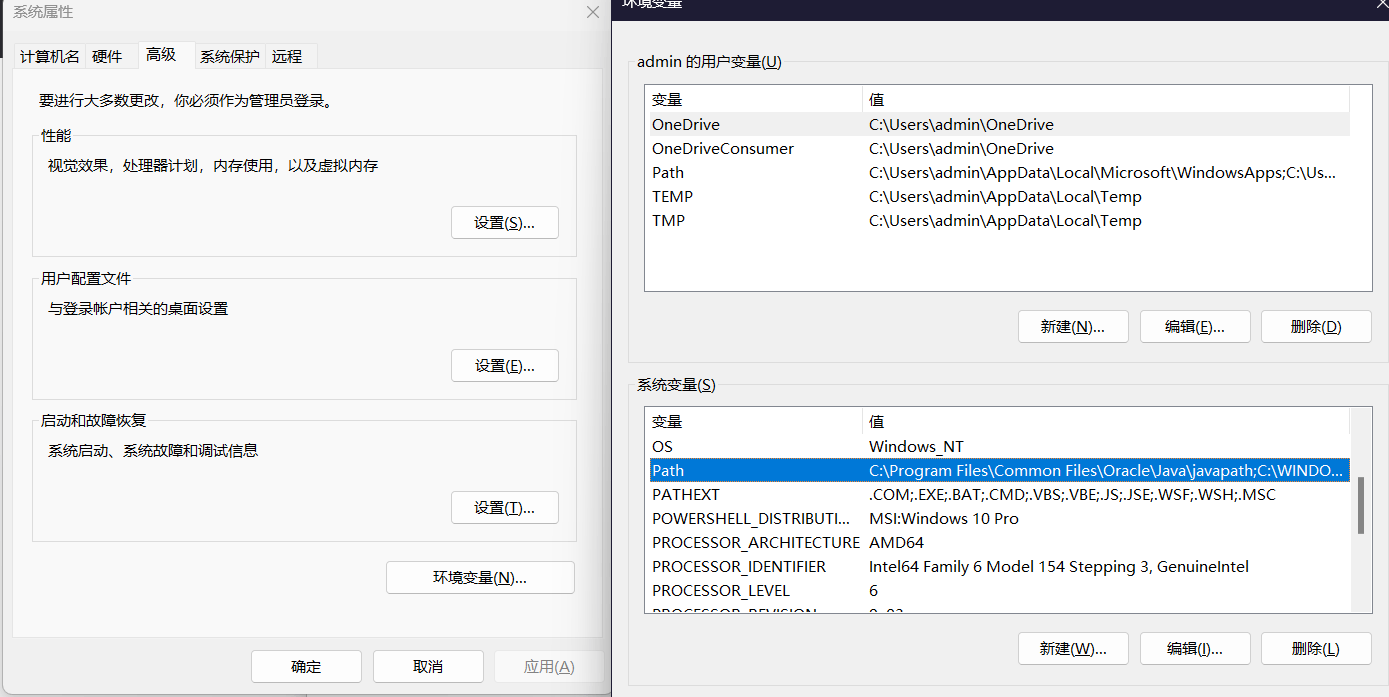 系统属性
计算机名 硬件 高级 系统保护 远程
要进行大多数更改，你必须作为管理员登录。
性能
视觉效果，处理器计划，内存使用，以及虚拟内存
设置(S)...
用户配置文件
与登录帐户相关的桌面设置
设置(E)...
启动和故障恢复
系统启动、系统故障和调试信息
设置(T)...
环境变量(N)...
确定 取消 应用(A)
环境变量
admin 的用户变量(U)
变量 值
OneDrive C:\Users\admin\OneDrive
OneDriveConsumer C:\Users\admin\OneDrive
Path C:\Users\admin\AppData\Local\Microsoft\WindowsApps;C:\Us...
TEMP C:\Users\admin\AppData\Local\Temp
TMP C:\Users\admin\AppData\Local\Temp
新建(N)... 编辑(E)... 删除(D)
系统变量(S)
变量 值
OS Windows_NT
Path C:\Program Files\Common Files\Oracle\Java\javapath;C:\WINDO...
PATHEXT .COM;.EXE;.BAT;.CMD;.VBS;.VBE;.JS;.JSE;.WSF;.WSH;.MSC
POWERSHELL_DISTRIBUTI... MSI:Windows 10 Pro
PROCESSOR_ARCHITECTURE AMD64
PROCESSOR_IDENTIFIER Intel64 Family 6 Model 154 Stepping 3, GenuineIntel
PROCESSOR_LEVEL 6
PROCESSOR_REVISION
新建(W)... 编辑(I)... 删除(L)